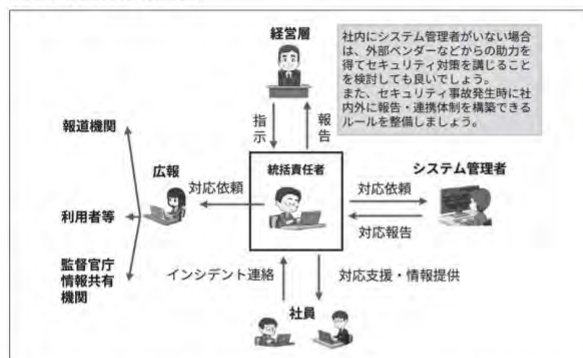 経営層
社内にシステム管理者がいない場合
は、外部ベンダーなどからの助力を
得てセキュリティ対策を講じること
を検討しても良いでしょう。
また、セキュリティ事故発生時に社
内外に報告・連携体制を構築できる
ルールを整備しましょう。
指示
報告
報道機関
広報
統括責任者
システム管理者
対応依頼
対応依頼
利用者等
対応報告
監督官庁
情報共有
機関
インシデント連絡
対応支援・情報提供
社員